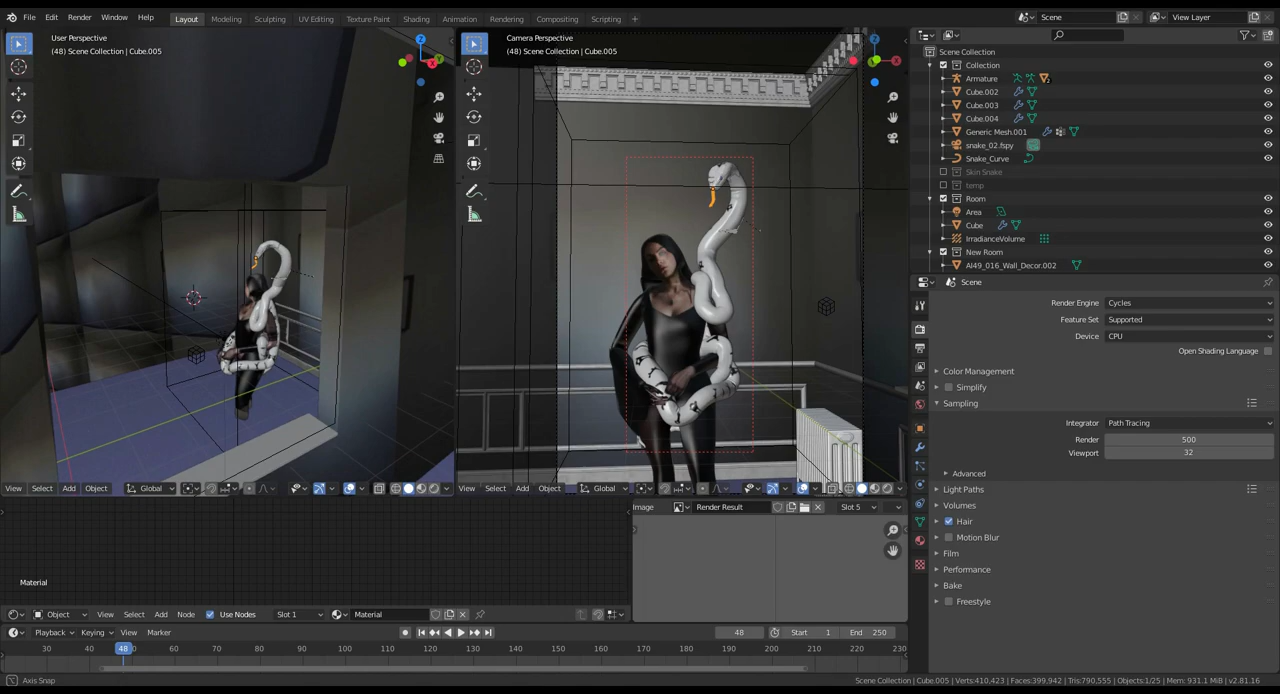 File Edit Render Window Help Layout Modeling Sculpting UV Editing Texture Paint Shading Animation Rendering Compositing Scripting + Scene View Layer
User Perspective
(48) Scene Collection | Cube.005
Camera Perspective
(48) Scene Collection | Cube.005
Scene Collection
Collection
Armature
Cube.002
Cube.003
Cube.004
Generic Mesh.001
snake_02.fspy
Snake_Curve
Skin Snake
temp
Room
Area
Cube
IrradianceVolume
New Room
AI49_016_Wall_Decor.002
Scene
Render Engine Cycles
Feature Set Supported
Device CPU
Open Shading Language
Color Management
Simplify
Sampling
Integrator Path Tracing
Render 500
Viewport 32
Advanced
Light Paths
Volumes
Hair
Motion Blur
Film
Performance
Bake
Freestyle
View Select Add Object Global
View Select Add Object Global
Image Render Result Slot 5
Material
Object View Select Add Node Use Nodes Slot 1 Material
Playback Keying View Marker 48 Start 1 End 250
30 40 48 60 70 80 90 100 110 120 130 140 150 160 170 180 190 200 210 220 230
Axis Snap
Scene Collection | Cube.005 | Verts:410,423 | Faces:399,942 | Tris:790,555 | Objects:1/25 | Mem: 931.1 MiB | v2.81.16